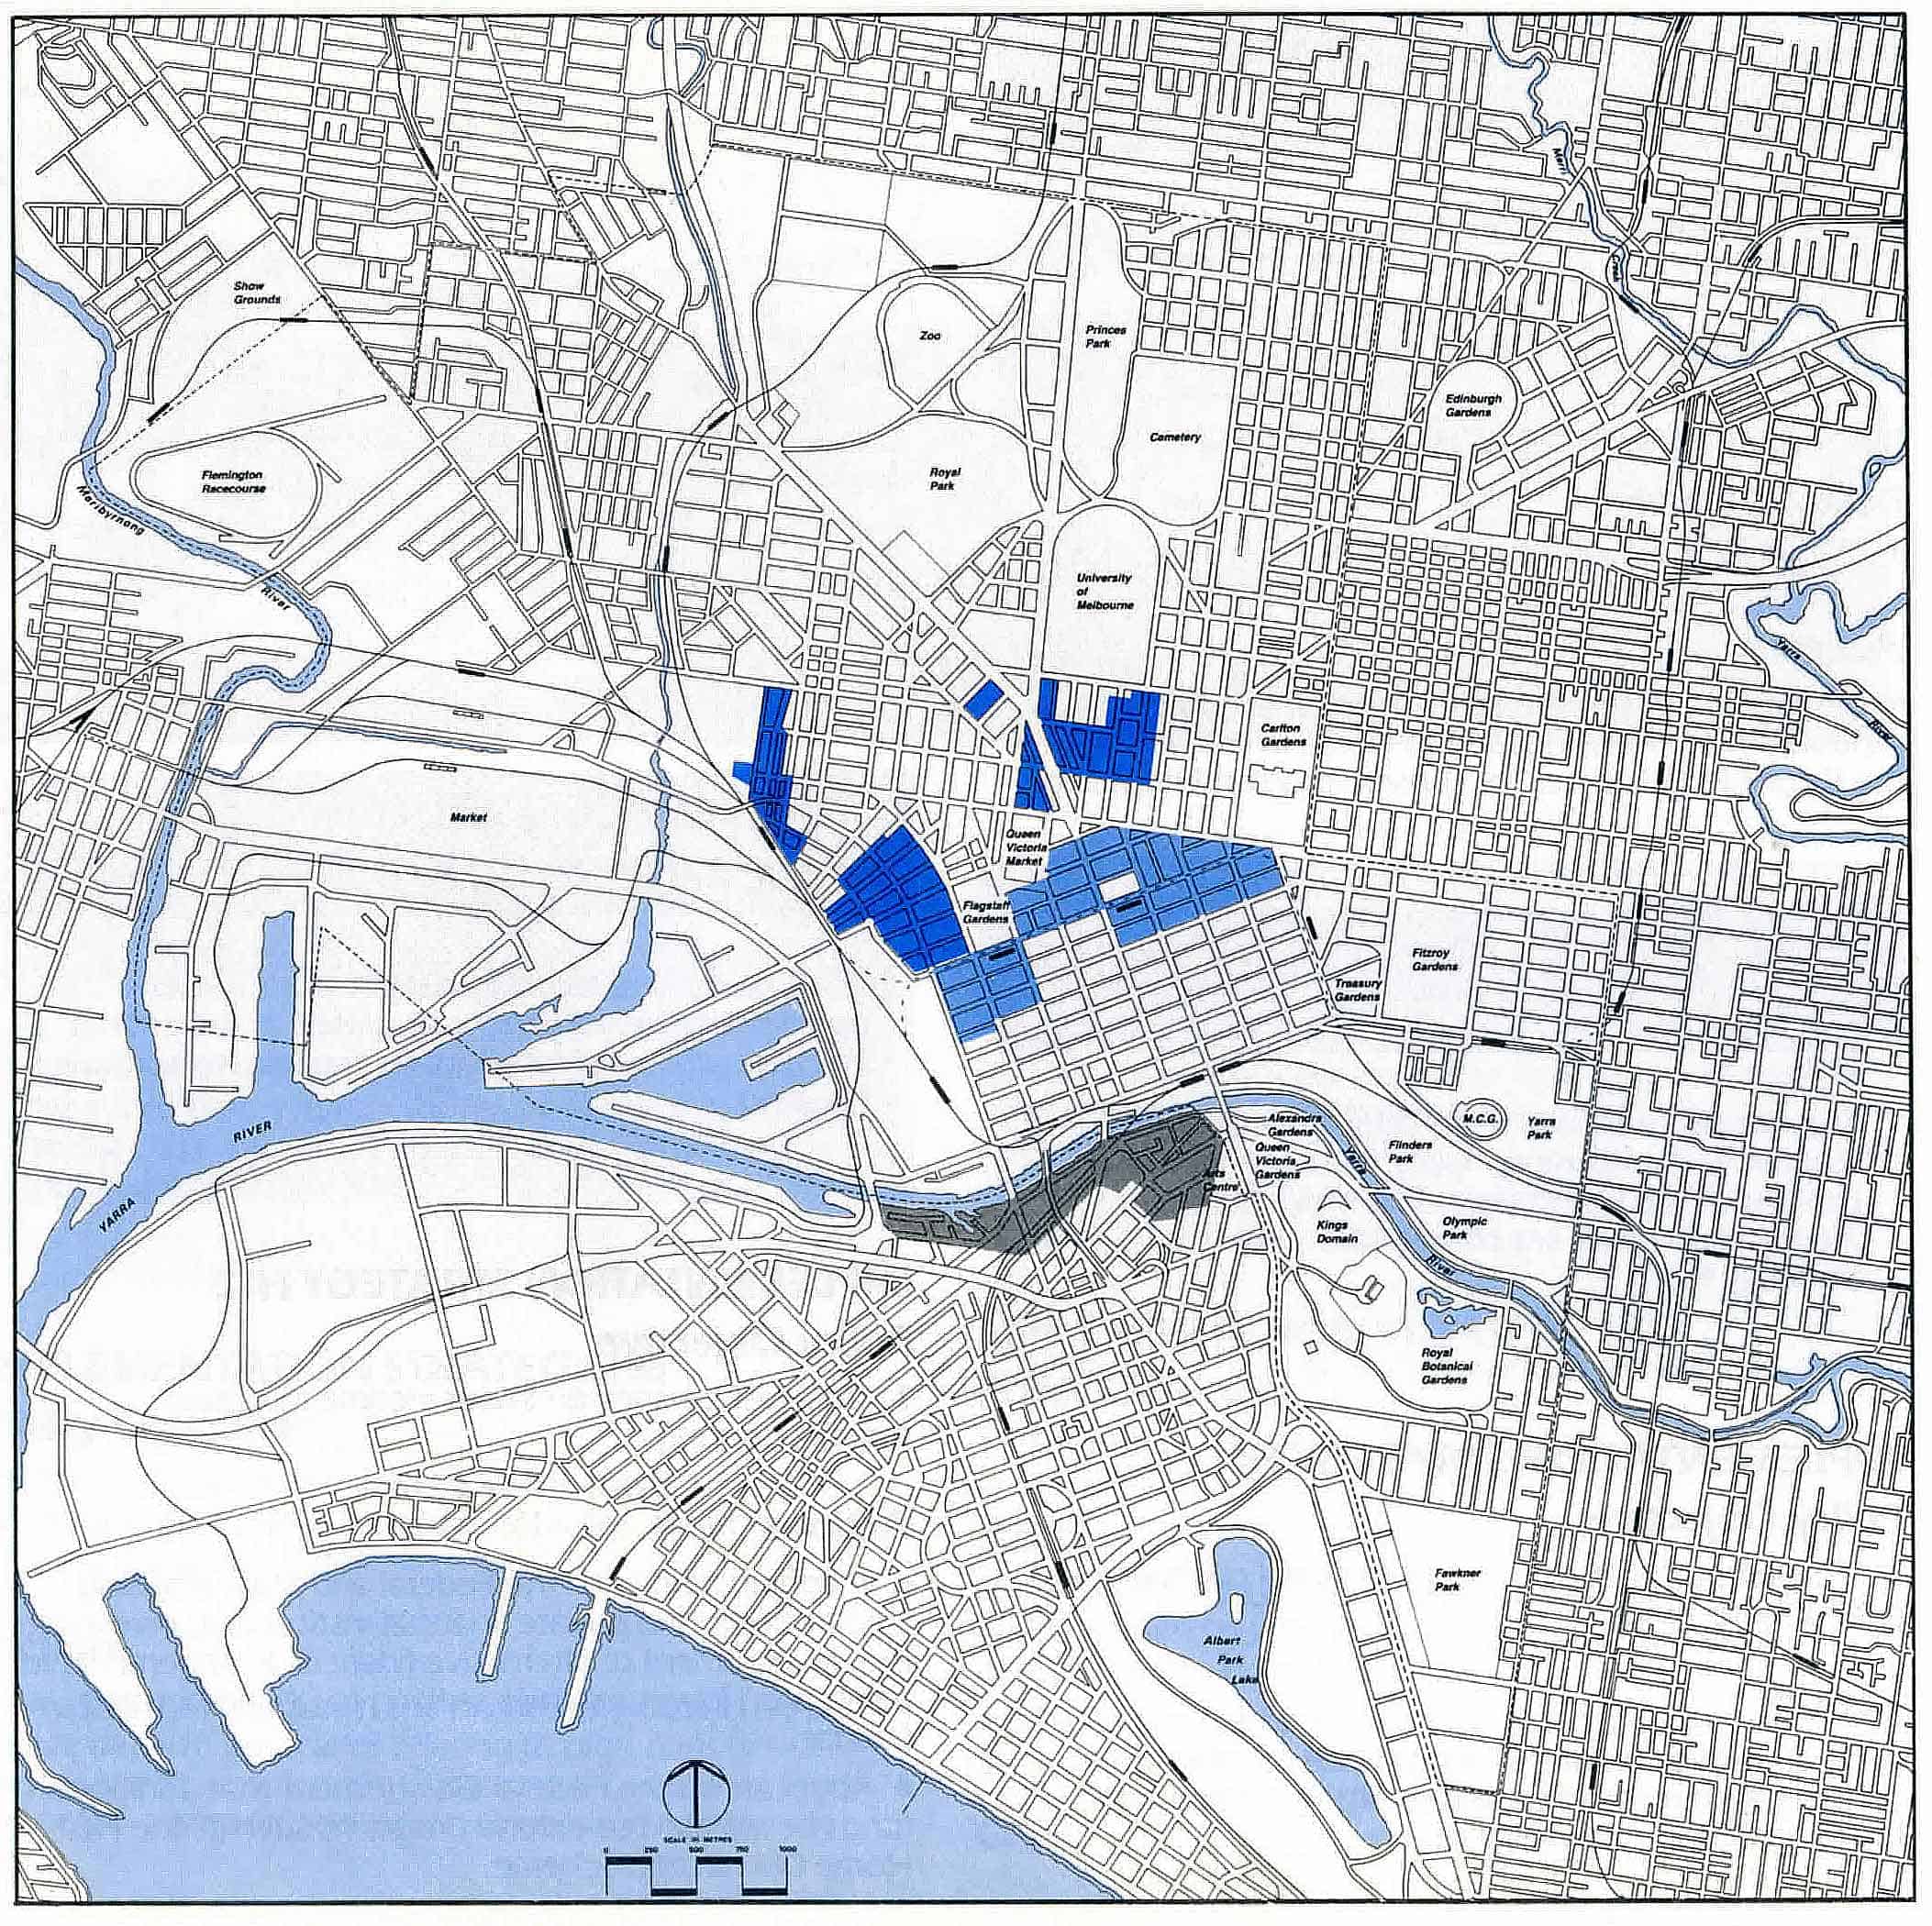 Merri
Creek
Show
Grounds
Zoo
Princes
Park
Edinburgh
Gardens
Cemetery
Flemington
Racecourse
Royal
Park
Maribyrnong
River
University
of
Melbourne
Yarra
River
Carlton
Gardens
Market
Queen
Victoria
Market
Flagstaff
Gardens
Fitzroy
Gardens
Treasury
Gardens
Alexandra
Gardens
M.C.G.
Yarra
Park
Flinders
Park
Queen
Victoria
Gardens
Arts
Centre
Yarra
River
YARRA
RIVER
Kings
Domain
Olympic
Park
Royal
Botanical
Gardens
Fawkner
Park
Albert
Park
Lake
SCALE IN METRES
0 250 500 750 1000